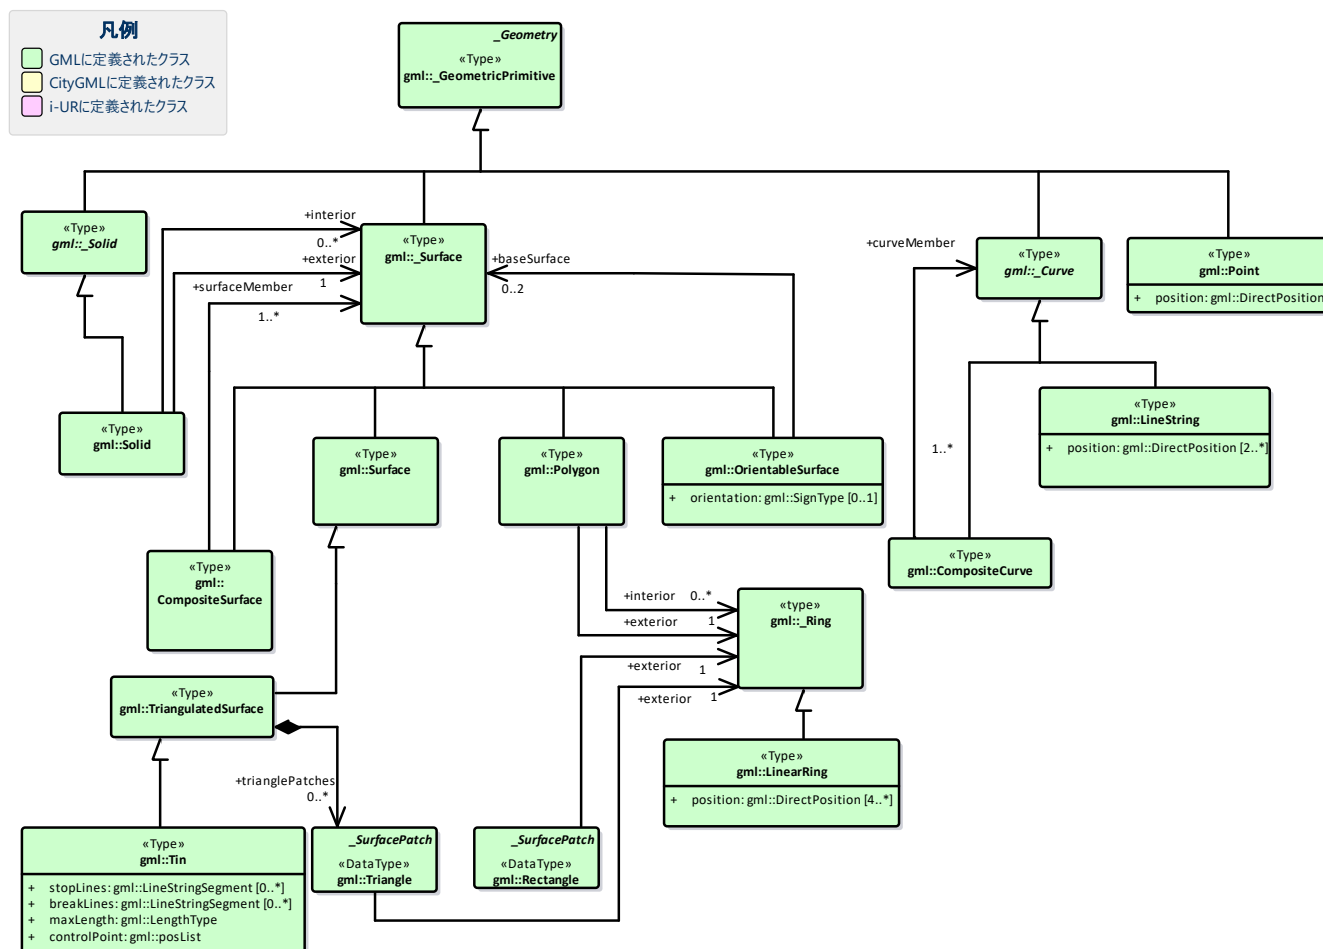 凡例
GMLに定義されたクラス
CityGMLに定義されたクラス
i-URに定義されたクラス
_Geometry
«Type»
gml::_GeometricPrimitive
«Type»
gml::_Solid
+interior
0..*
+exterior
1
+surfaceMember
1..*
«Type»
gml::_Surface
+baseSurface
0..2
+curveMember
1..*
«Type»
gml::_Curve
«Type»
gml::Point
+ position: gml::DirectPosition
«Type»
gml::Solid
«Type»
gml::Surface
«Type»
gml::Polygon
«Type»
gml::OrientableSurface
+ orientation: gml::SignType [0..1]
«Type»
gml::LineString
+ position: gml::DirectPosition [2..*]
«Type»
gml::
CompositeSurface
«Type»
gml::CompositeCurve
+interior 0..*
+exterior 1
+exterior 1
+exterior 1
«type»
gml::_Ring
«Type»
gml::TriangulatedSurface
+trianglePatches
0..*
«Type»
gml::LinearRing
+ position: gml::DirectPosition [4..*]
«Type»
gml::Tin
+ stopLines: gml::LineStringSegment [0..*]
+ breakLines: gml::LineStringSegment [0..*]
+ maxLength: gml::LengthType
+ controlPoint: gml::posList
_SurfacePatch
«DataType»
gml::Triangle
_SurfacePatch
«DataType»
gml::Rectangle